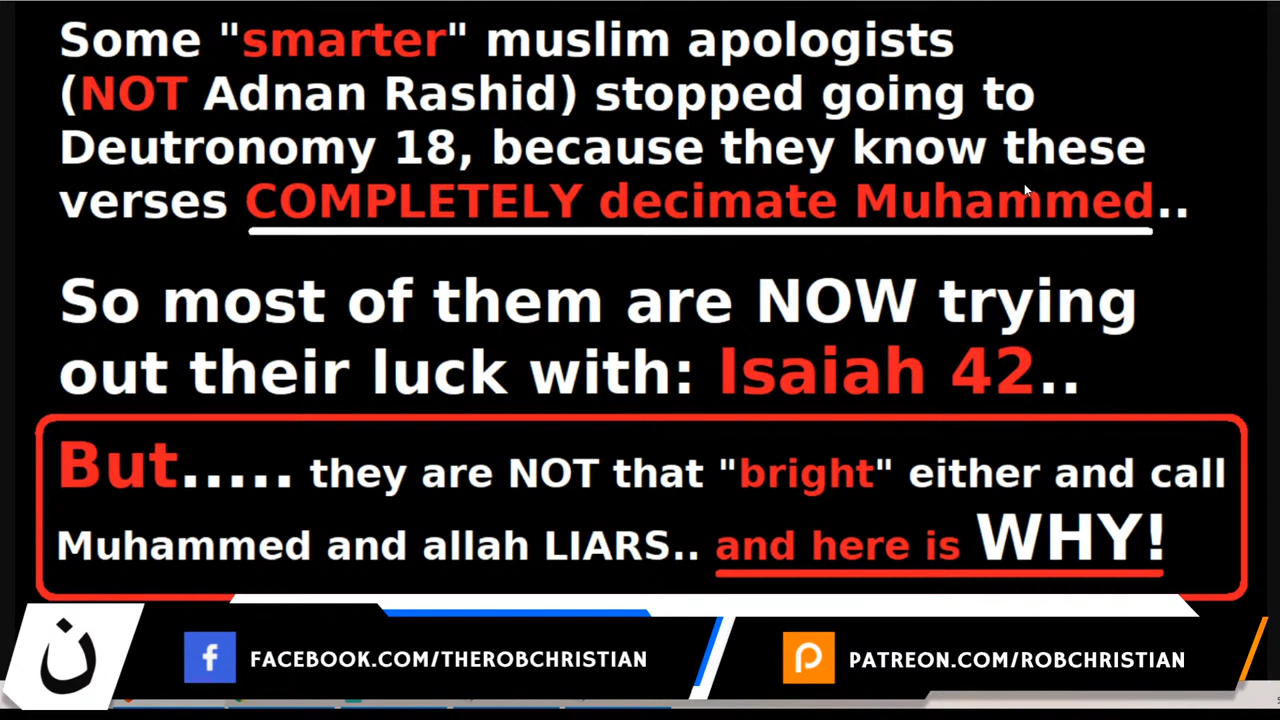 Some "smarter" muslim apologists
(NOT Adnan Rashid) stopped going to
Deutronomy 18, because they know these
verses COMPLETELY decimate Muhammed..
So most of them are NOW trying
out their luck with: Isaiah 42..
But..... they are NOT that "bright" either and call
Muhammed and allah LIARS.. and here is WHY!
ن
f FACEBOOK.COM/THEROBCHRISTIAN
PATREON.COM/ROBCHRISTIAN